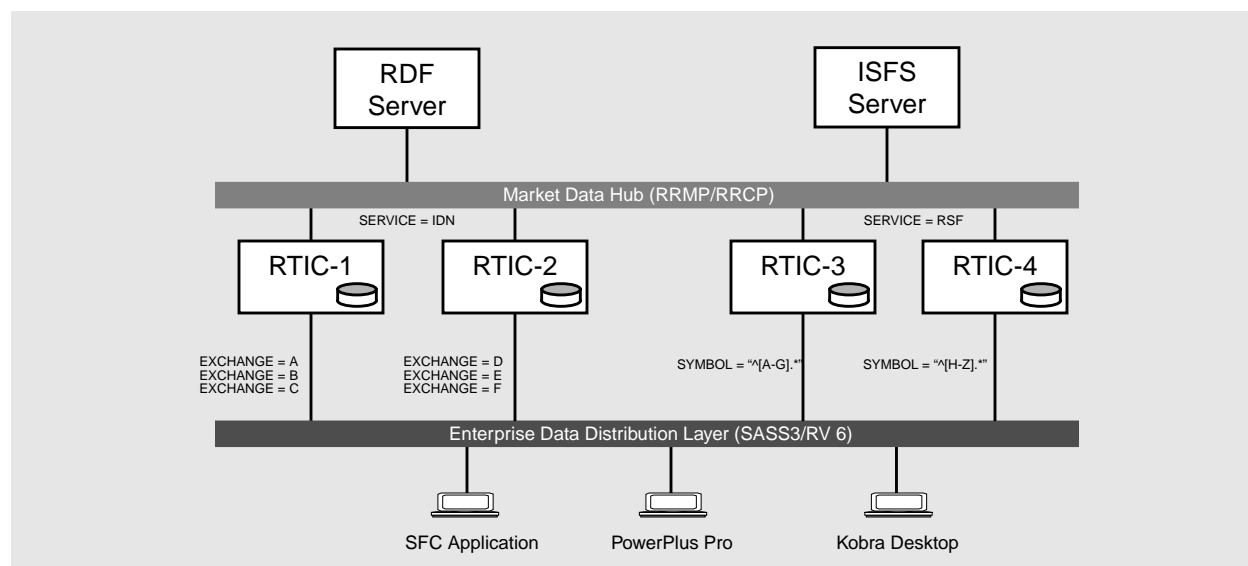 RDF
Server
ISFS
Server
Market Data Hub (RRMP/RRCP)
SERVICE = IDN
SERVICE = RSF
RTIC-1
RTIC-2
RTIC-3
RTIC-4
EXCHANGE = A
EXCHANGE = B
EXCHANGE = C
EXCHANGE = D
EXCHANGE = E
EXCHANGE = F
SYMBOL = “^[A-G].*”
SYMBOL = “^[H-Z].*”
Enterprise Data Distribution Layer (SASS3/RV 6)
SFC Application
PowerPlus Pro
Kobra Desktop